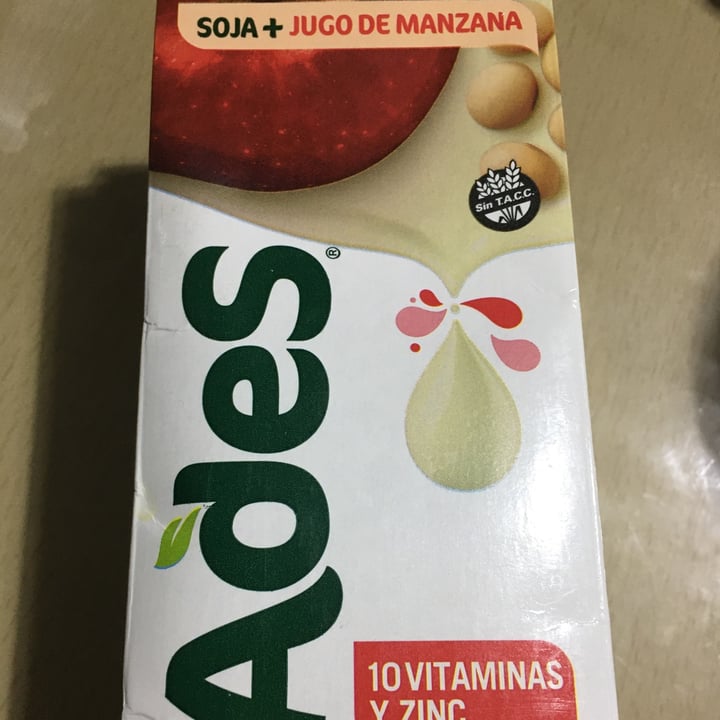 SOJA + JUGO DE MANZANA
Sin T.A.C.C.
AdeS®
10 VITAMINAS
Y ZINC